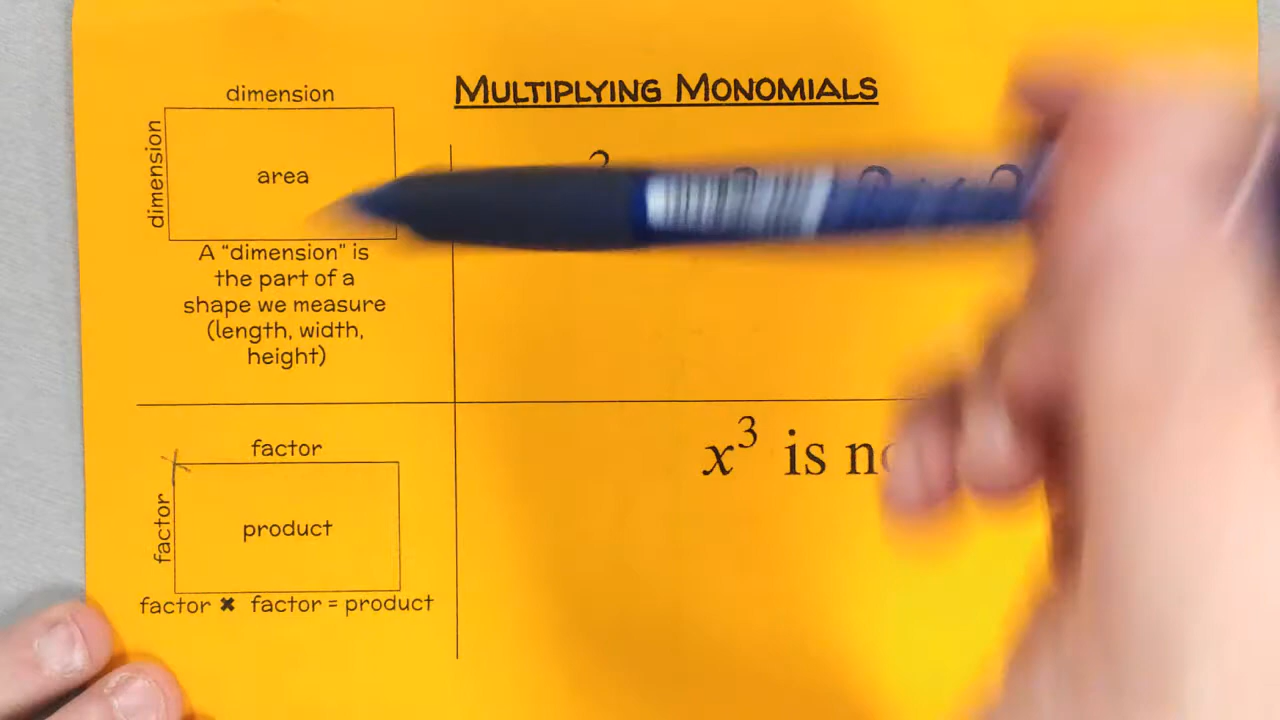 MULTIPLYING MONOMIALS
dimension
dimension
area
A "dimension" is
the part of a
shape we measure
(length, width,
height)
x³ is
factor
factor
product
factor × factor = product